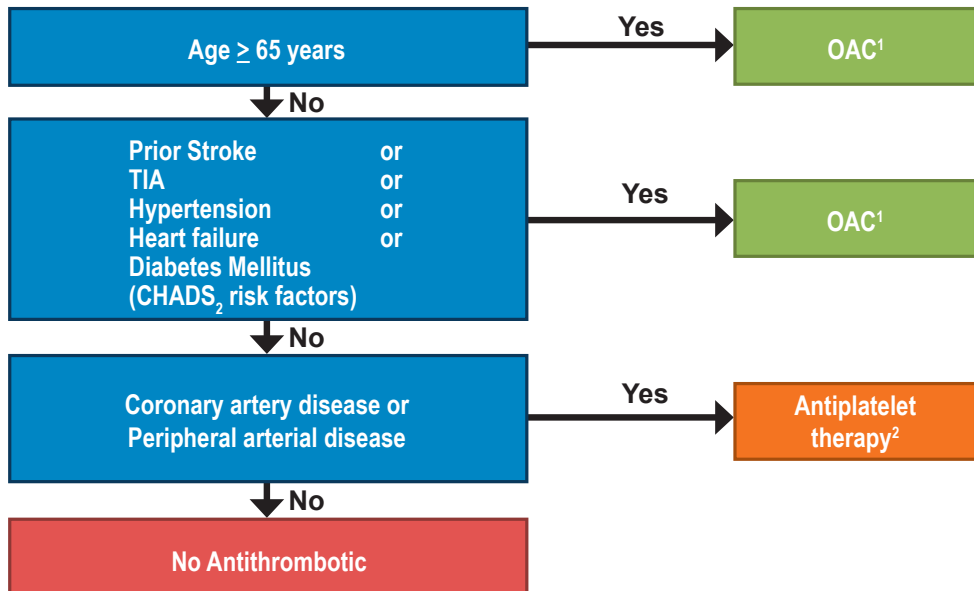 Age ≥ 65 years
Yes
OAC¹
No
Prior Stroke or
TIA or
Hypertension or
Heart failure or
Diabetes Mellitus
(CHADS₂ risk factors)
Yes
OAC¹
No
Coronary artery disease or
Peripheral arterial disease
Yes
Antiplatelet
therapy²
No
No Antithrombotic